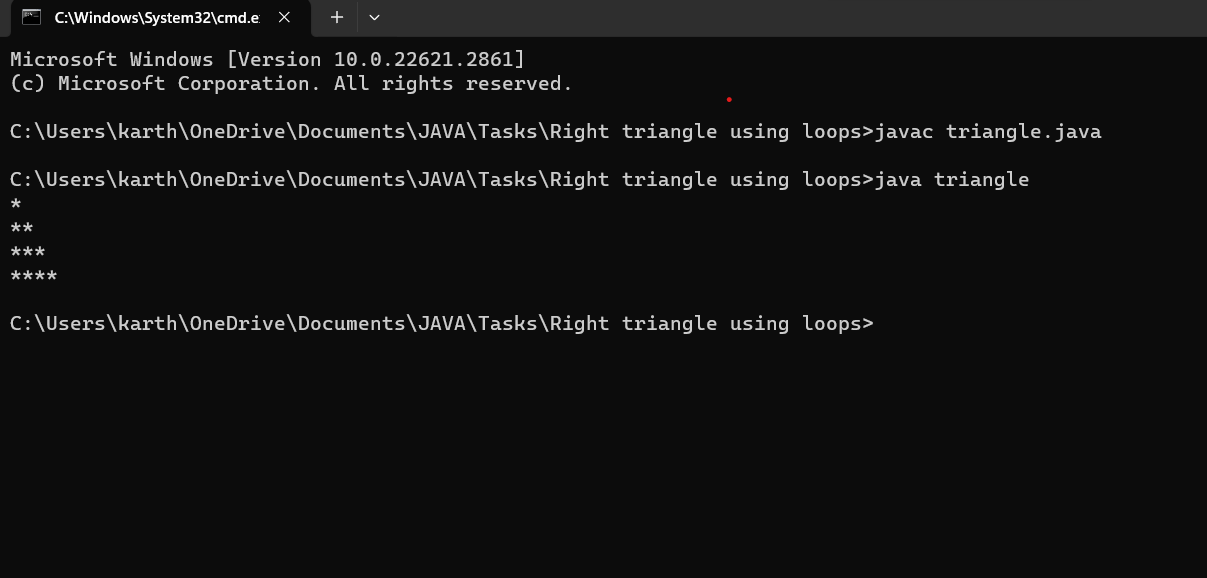 C:\Windows\System32\cmd.e
Microsoft Windows [Version 10.0.22621.2861]
(c) Microsoft Corporation. All rights reserved.
C:\Users\karth\OneDrive\Documents\JAVA\Tasks\Right triangle using loops>javac triangle.java
C:\Users\karth\OneDrive\Documents\JAVA\Tasks\Right triangle using loops>java triangle
*
**
***
****
C:\Users\karth\OneDrive\Documents\JAVA\Tasks\Right triangle using loops>